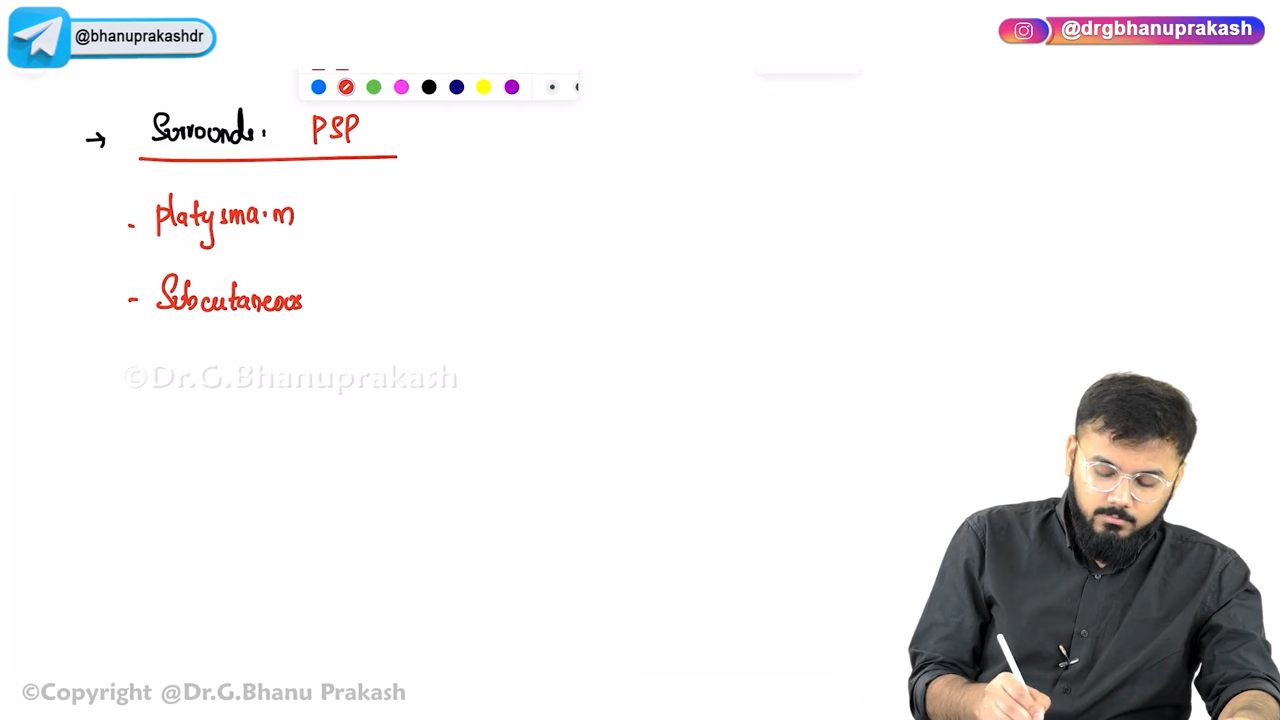 @bhanuprakashdr
@drgbhanuprakash
→ Surrounds: PSP
- platysma.m
- Subcutaneous
©Dr.G.Bhanuprakash
©Copyright @Dr.G.Bhanu Prakash